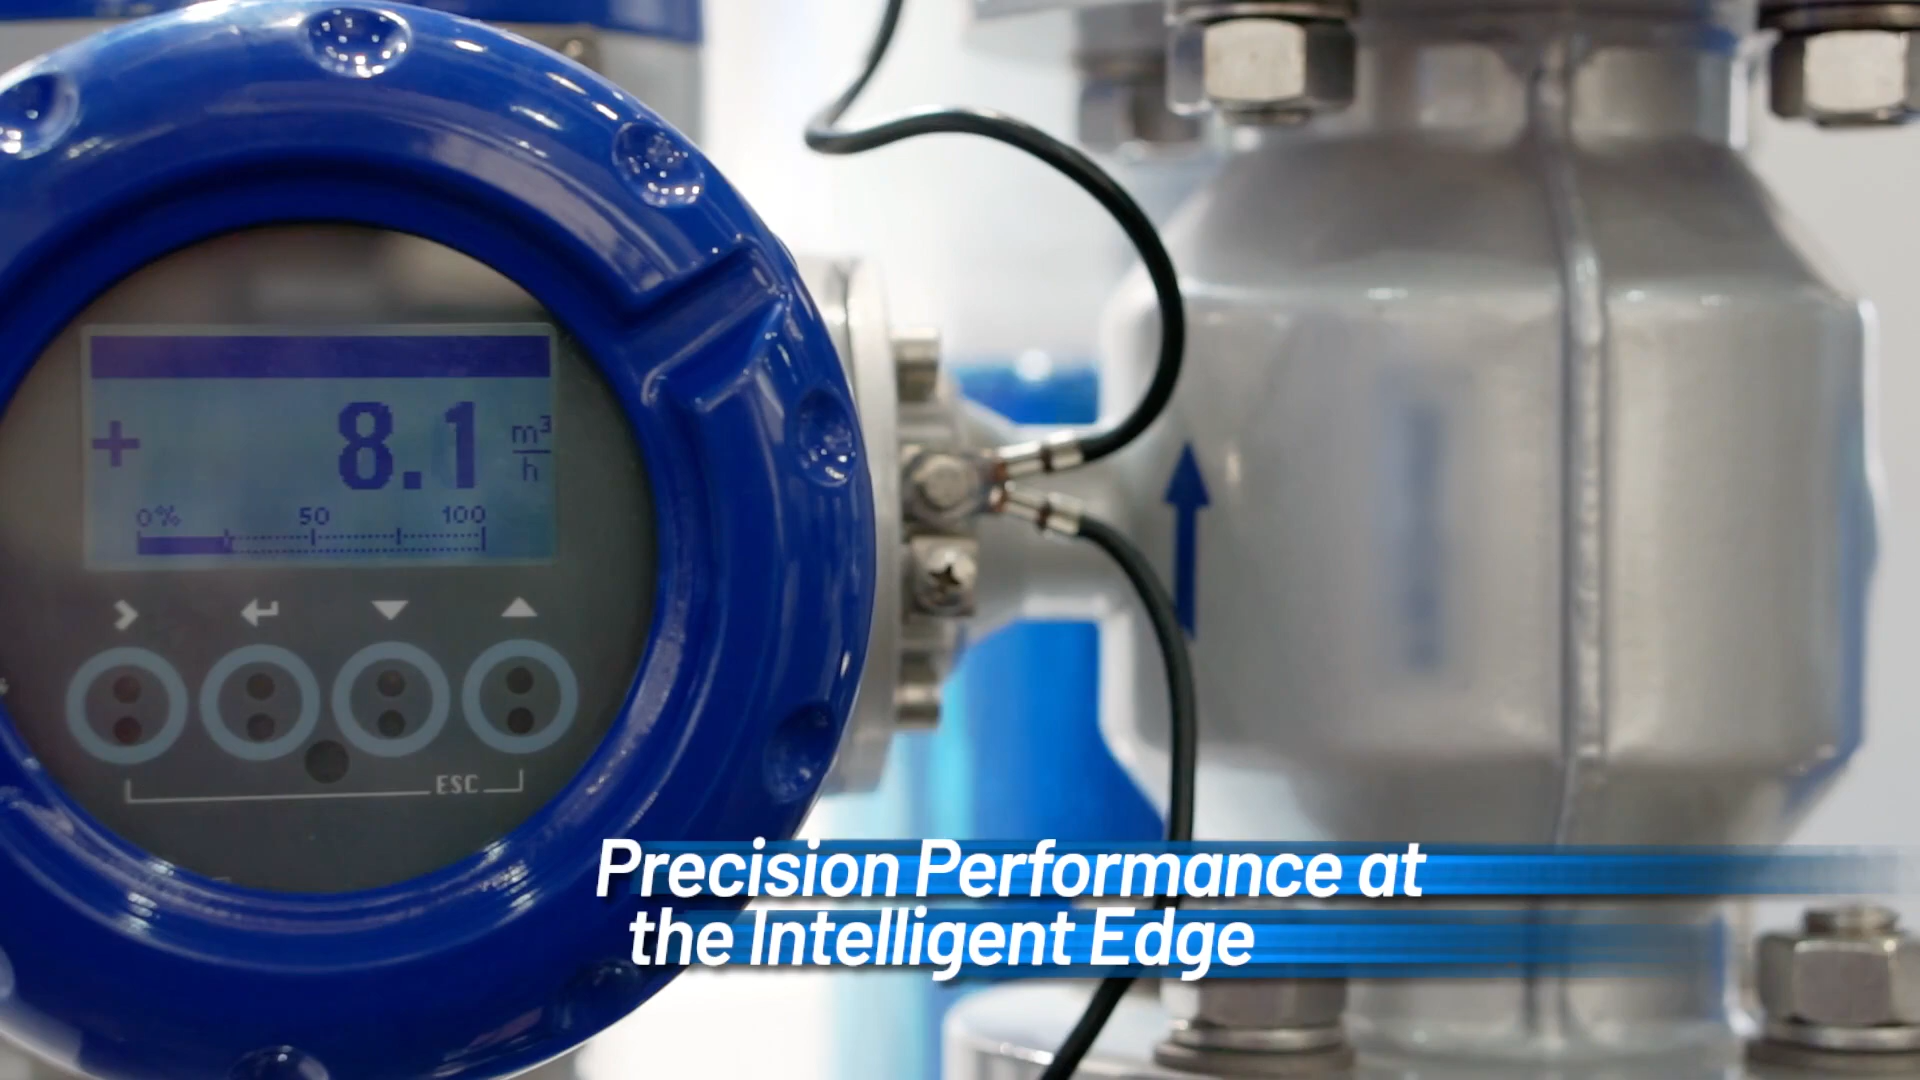 + 8.1 m³/h
0% 50 100
ESC
Precision Performance at
the Intelligent Edge